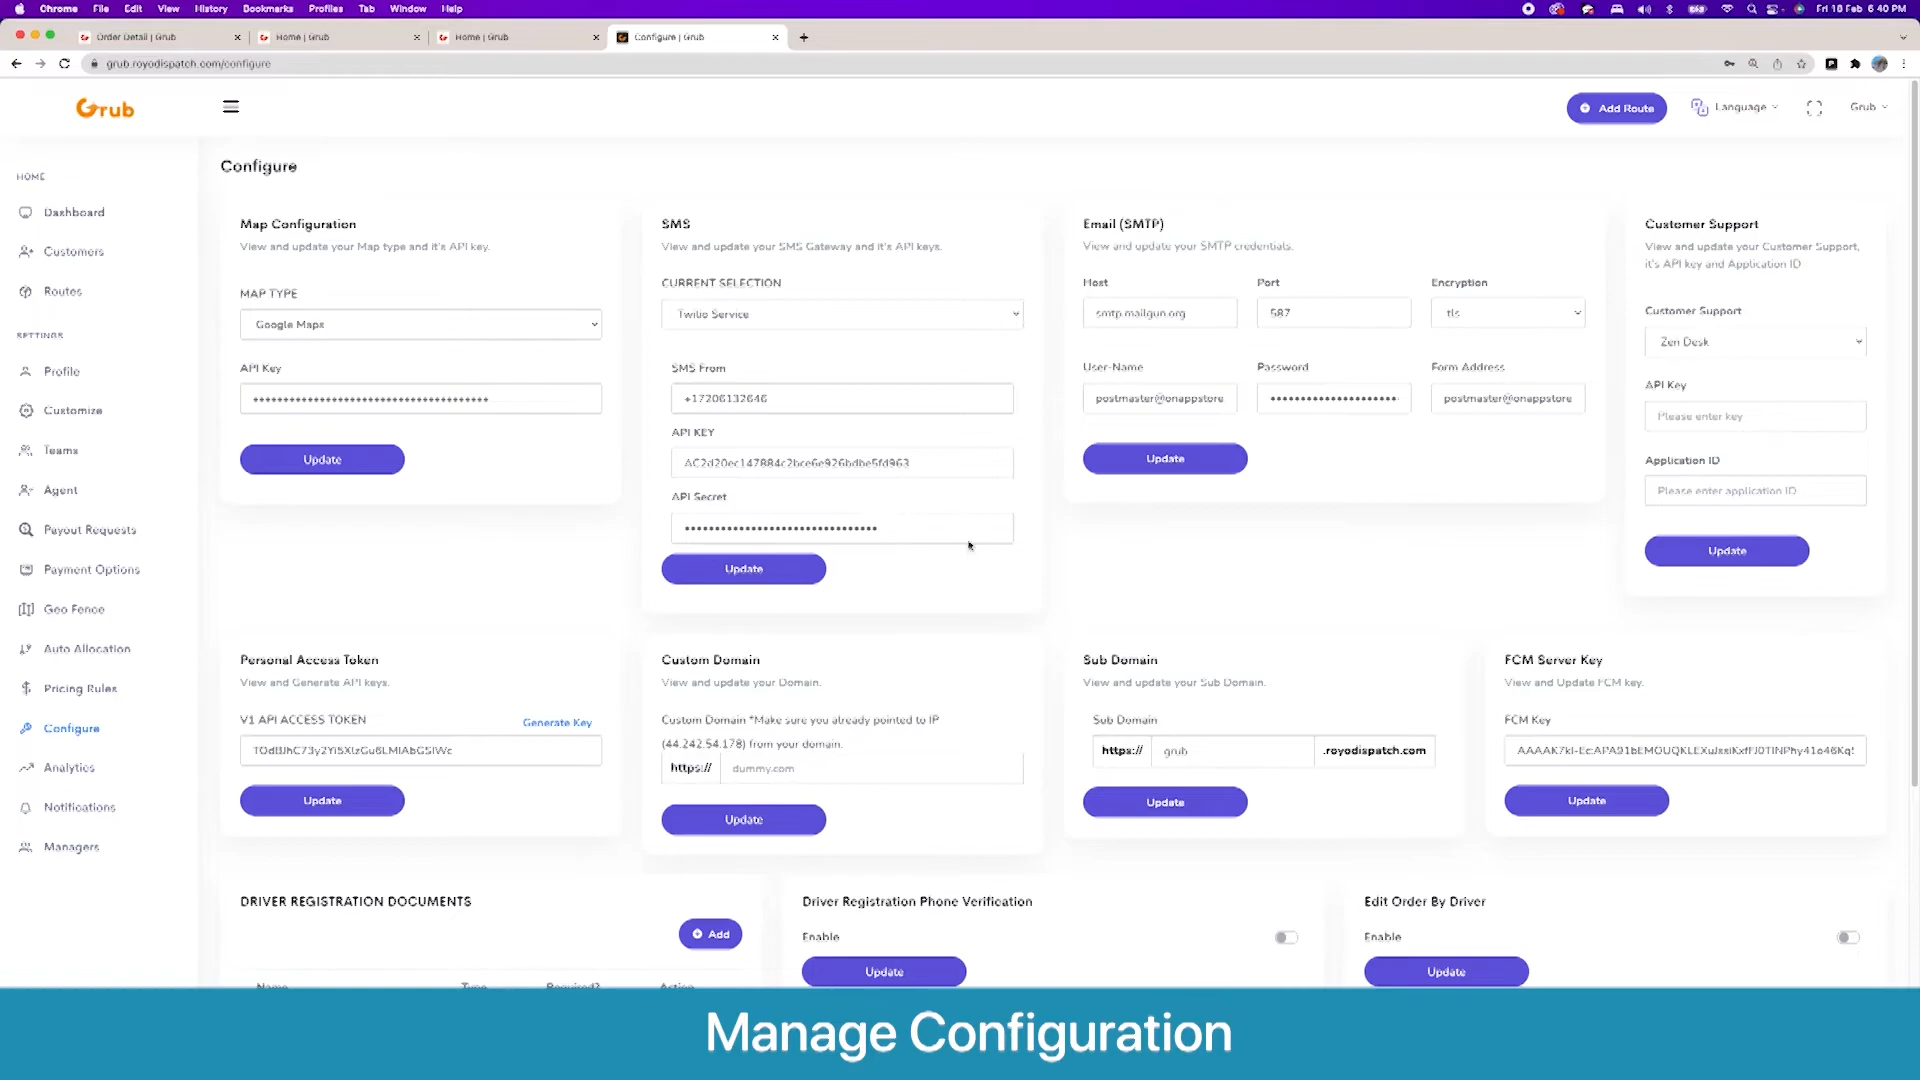 Chrome File Edit View History Bookmarks Profiles Tab Window Help
Fri 18 Feb 6:40 PM
Order Detail | Grub
Home | Grub
Home | Grub
Configure | Grub
grub.royodispatch.com/configure
Grub
Add Route
Language
Grub
HOME
Dashboard
Customers
Routes
SETTINGS
Profile
Customize
Teams
Agent
Payout Requests
Payment Options
Geo Fence
Auto Allocation
Pricing Rules
Configure
Analytics
Notifications
Managers
Configure
Map Configuration
View and update your Map type and it's API key.
MAP TYPE
Google Maps
API Key
Update
SMS
View and update your SMS Gateway and it's API keys.
CURRENT SELECTION
Twilio Service
SMS From
+17206132646
API KEY
API Secret
Update
Email (SMTP)
View and update your SMTP credentials.
Host
smtp.mailgun.org
Port
587
Encryption
tls
User-Name
postmaster@onappstore
Password
Form Address
postmaster@onappstore
Update
Customer Support
View and update your Customer Support,
it's API key and Application ID
Customer Support
Zen Desk
API Key
Please enter key
Application ID
Please enter application ID
Update
Personal Access Token
View and Generate API keys.
V1 API ACCESS TOKEN
Generate Key
Update
Custom Domain
View and update your Domain.
Custom Domain *Make sure you already pointed to IP
(44.242.54.178) from your domain.
https://
dummy.com
Update
Sub Domain
View and update your Sub Domain.
Sub Domain
https:// grub .royodispatch.com
Update
FCM Server Key
View and Update FCM key.
FCM Key
Update
DRIVER REGISTRATION DOCUMENTS
Add
Name Type Required? Action
Driver Registration Phone Verification
Enable
Update
Edit Order By Driver
Enable
Update
Manage Configuration